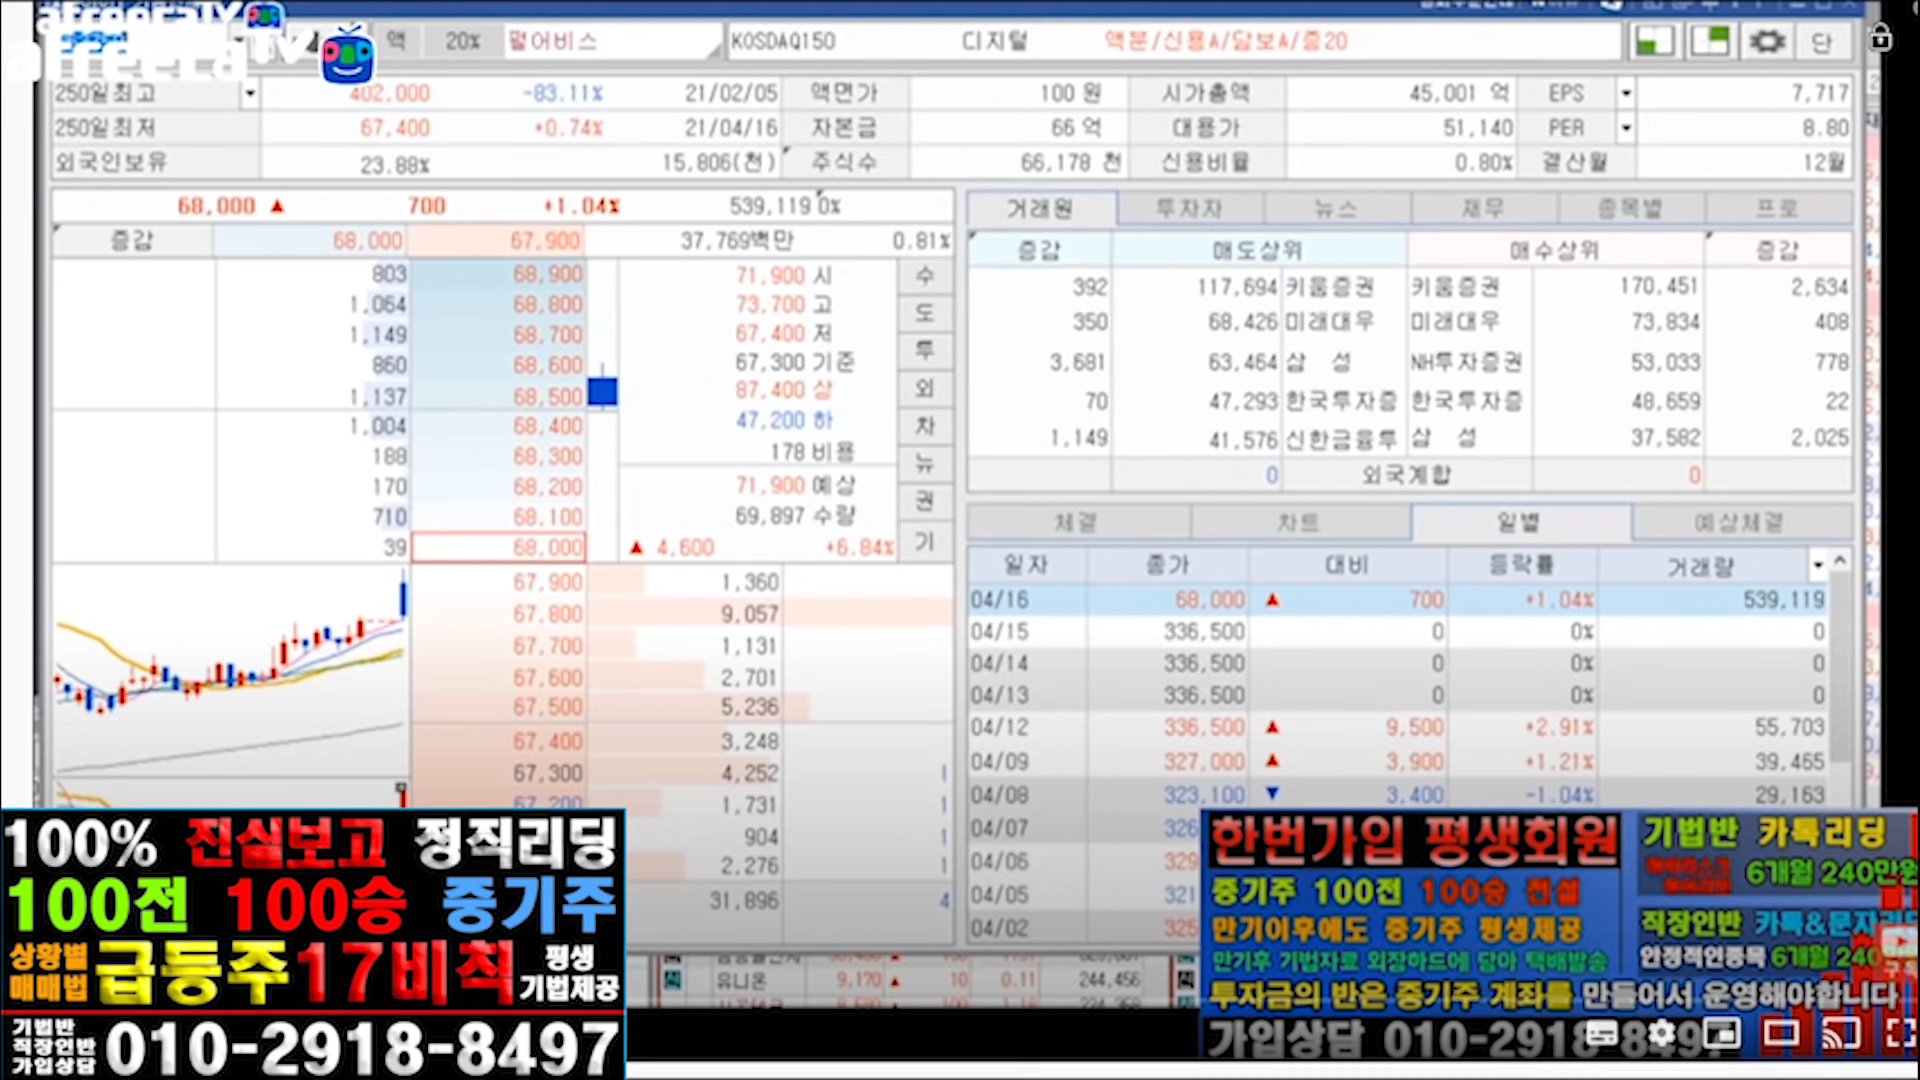 afreecaTV
afreecaTV
액 20% 펄어비스 KOSDAQ150 디지털 액분/신용A/담보A/증20 단
250일최고 402,000 -83.11% 21/02/05 액면가 100 원 시가총액 45,001 억 EPS 7,717
250일최저 67,400 +0.74% 21/04/16 자본금 66 억 대용가 51,140 PER 8.80
외국인보유 23.88% 15,806(천) 주식수 66,178 천 신용비율 0.80% 결산월 12월
68,000 ▲ 700 +1.04% 539,119 0%
증감 68,000 67,900 37,769백만 0.81%
803 68,900 71,900 시 수
1,064 68,800 73,700 고 도
1,149 68,700 67,400 저 투
860 68,600 67,300 기준
1,137 68,500 87,400 상 외
1,004 68,400 47,200 하 차
188 68,300 178 비용 뉴
170 68,200 71,900 예상 권
710 68,100 69,897 수량
39 68,000 ▲ 4,600 +6.84% 기
67,900 1,360
67,800 9,057
67,700 1,131
67,600 2,701
67,500 5,236
67,400 3,248
67,300 4,252 1
67,200 1,731 1
904 1
2,276 1
31,896 4
거래원 투자자 뉴스 재무 종목별 프로
증감 매도상위 매수상위 증감
392 117,694 키움증권 키움증권 170,451 2,634
350 68,426 미래대우 미래대우 73,834 408
3,681 63,464 삼 성 NH투자증권 53,033 778
70 47,293 한국투자증 한국투자증 48,659 22
1,149 41,576 신한금융투 삼 성 37,582 2,025
0 외국계합 0
체결 차트 일별 예상체결
일자 종가 대비 등락률 거래량
04/16 68,000 ▲ 700 +1.04% 539,119
04/15 336,500 0 0% 0
04/14 336,500 0 0% 0
04/13 336,500 0 0% 0
04/12 336,500 ▲ 9,500 +2.91% 55,703
04/09 327,000 ▲ 3,900 +1.21% 39,465
04/08 323,100 ▼ 3,400 -1.04% 29,163
04/07 326
04/06 329
04/05 321
04/02 325
유니온 9,170 ▲ 10 0.11 244,456
100% 진실보고 정직리딩
100전 100승 중기주
상황별 매매법 급등주17비칙 평생 기법제공
기법반 직장인반 가입상담 010-2918-8497
한번가입 평생회원
중기주 100전 100승 전설
만기이후에도 중기주 평생제공
만기후 기법자료 외장하드에 담아 택배발송
투자금의 반은 중기주 계좌를 만들어서 운영해야합니다
가입상담 010-2918-8497
기법반 카톡리딩
6개월 240만원
직장인반 카톡&문자리딩
안정적인종목 6개월 240